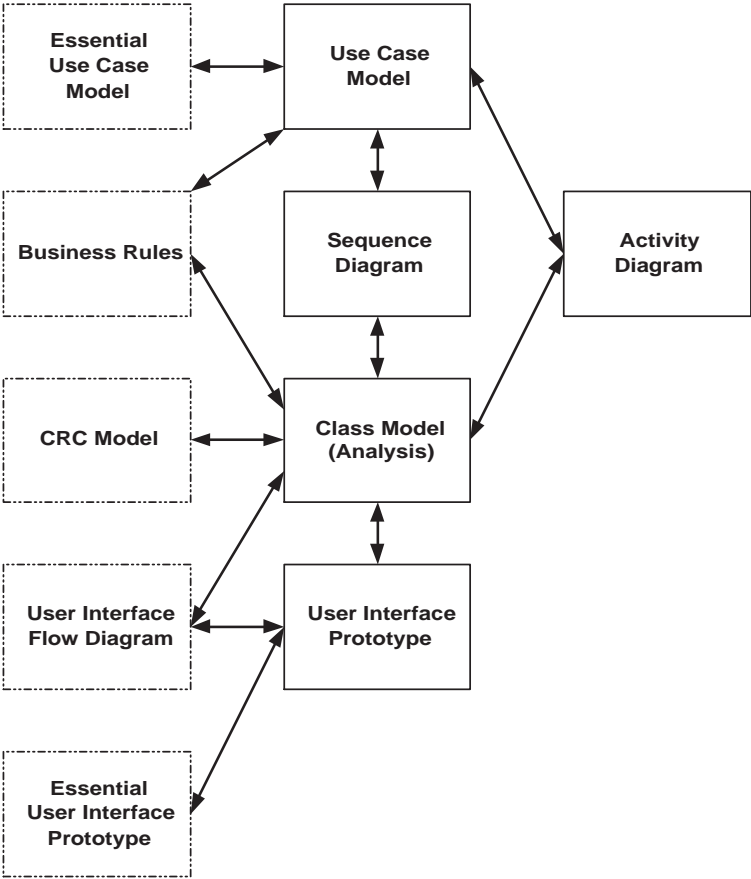 Essential
Use Case
Model
Use Case
Model
Business Rules
Sequence
Diagram
Activity
Diagram
CRC Model
Class Model
(Analysis)
User Interface
Flow Diagram
User Interface
Prototype
Essential
User Interface
Prototype